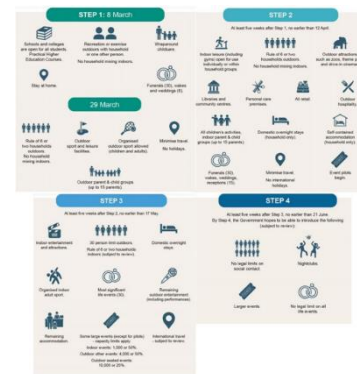 STEP 1: 8 March
Schools and colleges
are open for all students.
Practical Higher
Education Courses.
Recreation or exercise
outdoors with household
or one other person.
No household mixing indoors.
Wraparound
childcare.
Stay at home.
Funerals (30), wakes
and weddings (6)
29 March
Rule of 6 or
two households
outdoors.
No household
mixing indoors.
Outdoor
sport and leisure
facilities.
Organised
outdoor sport allowed
(children and adults)
Minimise travel.
No holidays.
Outdoor parent & child groups
(up to 15 parents)
STEP 2
At least five weeks after Step 1, no earlier than 12 April.
Indoor leisure (including
gyms) open for use
individually or within
household groups
Rule of 6 or two
households outdoors.
No household mixing indoors.
Outdoor attractions
Libraries and
community centres.
Personal care
premises.
All retail
Outdoor
hospitality
All children's activities,
indoor parent & child
groups (up to 15 parents)
Domestic overnight stays
(household only)
Self-contained
accommodation
(household only)
Funerals (30),
wakes, weddings,
receptions (15)
Minimise travel.
No international
holidays.
Event pilots
begin.
STEP 3
At least five weeks after Step 2, no earlier than 17 May.
Indoor entertainment
and attractions.
30 person limit outdoors.
Rule of 6 or two households
indoors (subject to review)
Domestic overnight
stays.
Organised indoor
adult sport
Most significant
life events (30)
Remaining
outdoor entertainment
(including performances)
Remaining
accommodation.
Some large events (except for pilots)
- capacity limits apply.
Indoor events: 1,000 or 50%
Outdoor other events: 4,000 or 50%
Outdoor seated events
10,000 or 25%
International travel
- subject to review.
STEP 4
At least five weeks after Step 3, no earlier than 21 June.
By Step 4, the Government hopes to be able to introduce the following
(subject to review):
No legal limits on
social contact
Nightclubs.
Larger events.
No legal limit on all
life events.